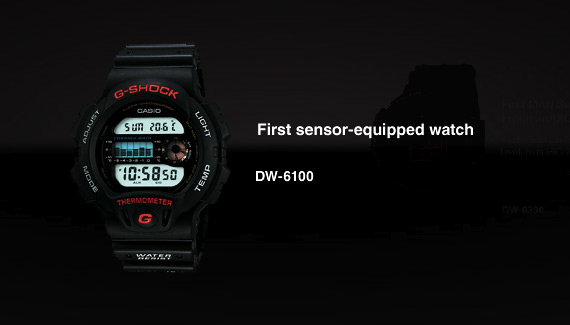 G-SHOCK
CASIO
ADJUST
LIGHT
SUN 20.6c
10:58 50
MODE
TEMP
THERMOMETER
G
WATER
RESIST
First sensor-equipped watch
DW-6100